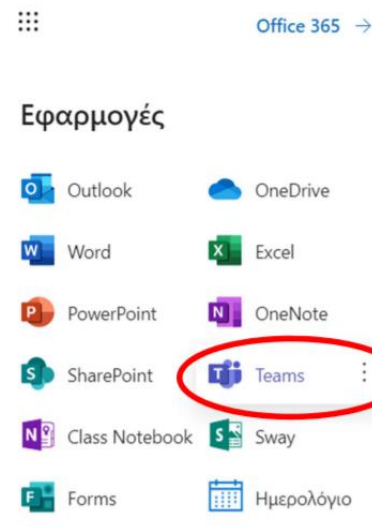 Office 365 →
Εφαρμογές
Outlook OneDrive
Word Excel
PowerPoint OneNote
SharePoint Teams
Class Notebook Sway
Forms Ημερολόγιο